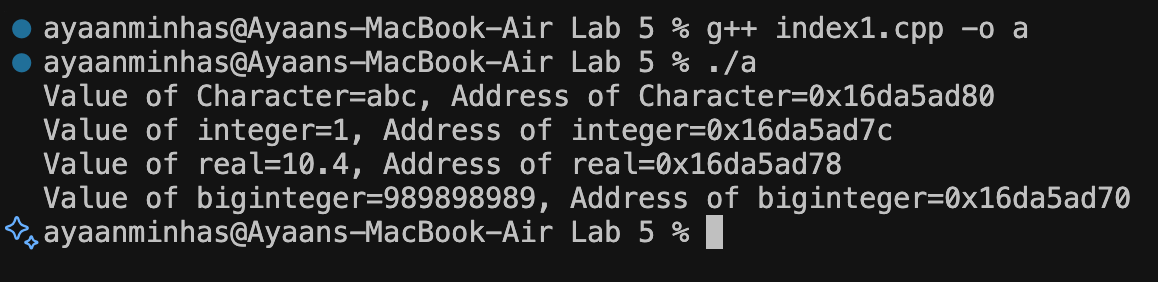 ayaanminhas@Ayaans-MacBook-Air Lab 5 % g++ index1.cpp -o a
ayaanminhas@Ayaans-MacBook-Air Lab 5 % ./a
Value of Character=abc, Address of Character=0x16da5ad80
Value of integer=1, Address of integer=0x16da5ad7c
Value of real=10.4, Address of real=0x16da5ad78
Value of biginteger=989898989, Address of biginteger=0x16da5ad70
ayaanminhas@Ayaans-MacBook-Air Lab 5 %